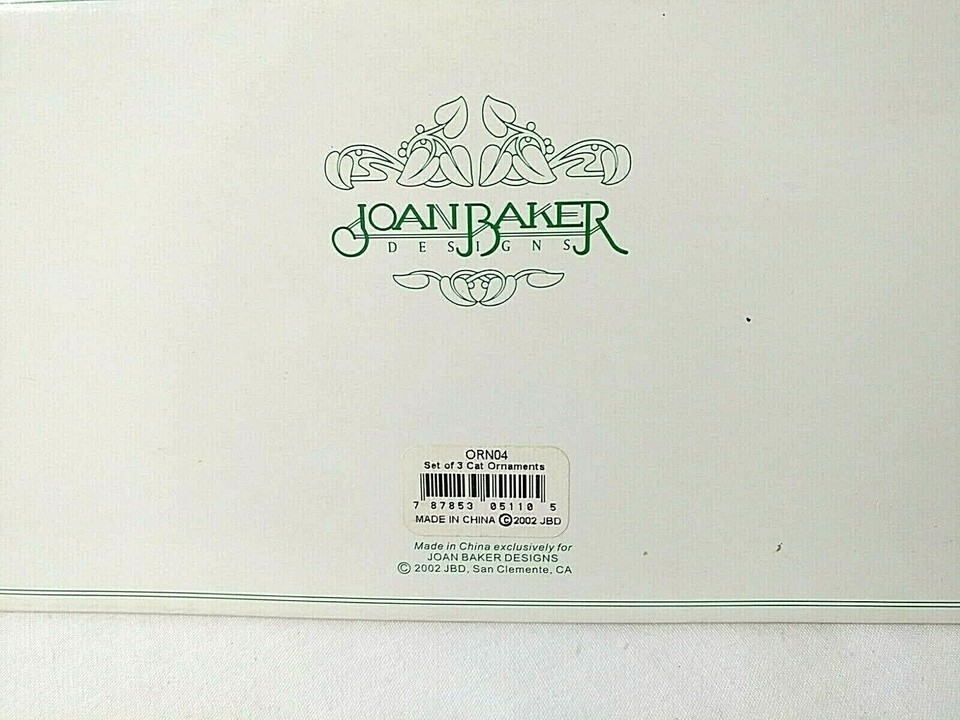 JOAN BAKER
DESIGNS
ORN04
Set of 3 Cat Ornaments
7 87853 05110 5
MADE IN CHINA ©2002 JBD
Made in China exclusively for
JOAN BAKER DESIGNS
© 2002 JBD, San Clemente, CA